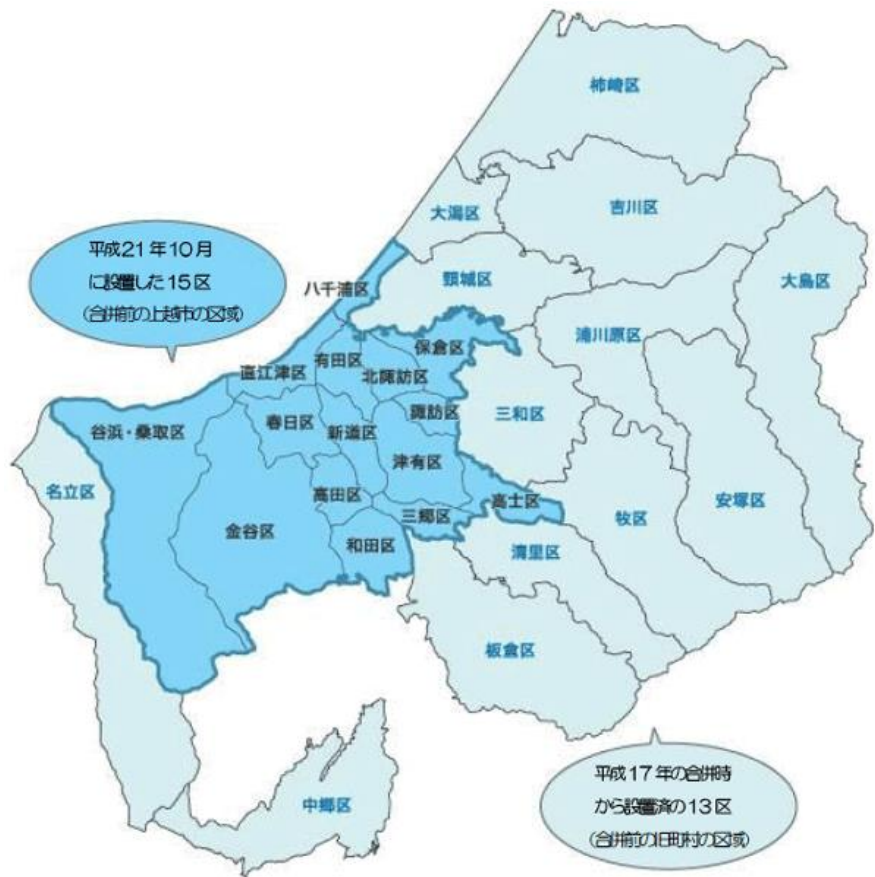 柿崎区
吉川区
大潟区
平成21年10月
に設置した15区
(合併前の上越市の区域)
大島区
頸城区
八千浦区
浦川原区
保倉区
有田区
直江津区
北諏訪区
諏訪区
三和区
春日区
谷浜・桑取区
新道区
津有区
名立区
高田区
高士区
安塚区
三郷区
牧区
金谷区
和田区
清里区
板倉区
平成17年の合併時
から設置済の13区
(合併前の旧町村の区域)
中郷区